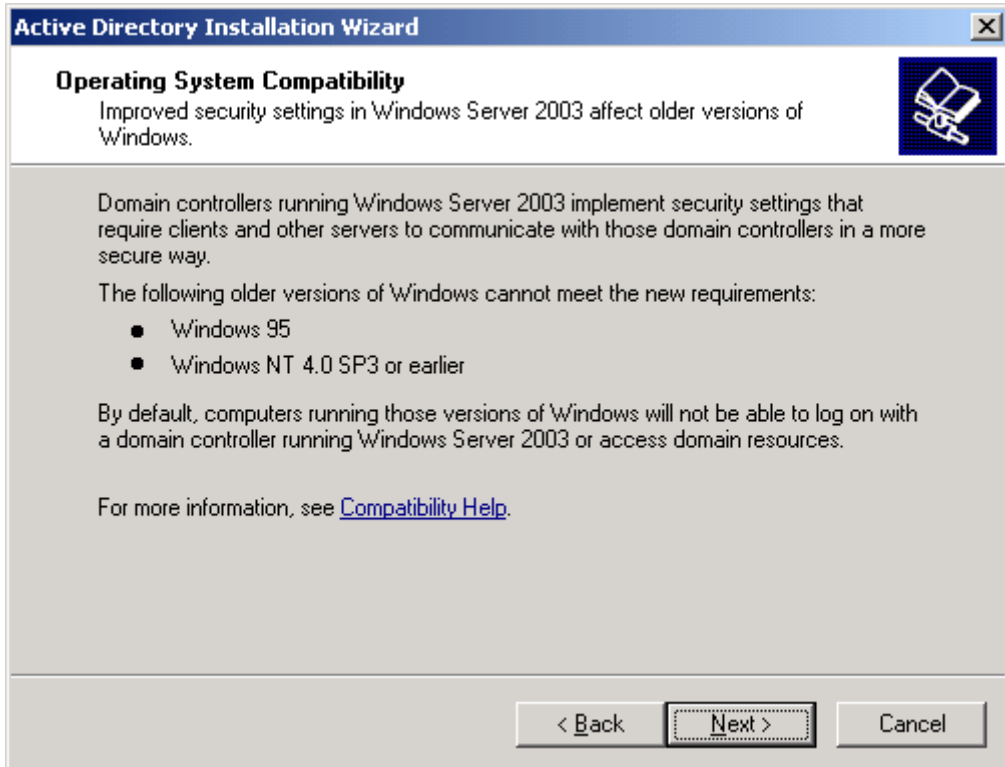 Active Directory Installation Wizard
Operating System Compatibility
Improved security settings in Windows Server 2003 affect older versions of
Windows.
Domain controllers running Windows Server 2003 implement security settings that
require clients and other servers to communicate with those domain controllers in a more
secure way.
The following older versions of Windows cannot meet the new requirements:
● Windows 95
● Windows NT 4.0 SP3 or earlier
By default, computers running those versions of Windows will not be able to log on with
a domain controller running Windows Server 2003 or access domain resources.
For more information, see Compatibility Help.
< Back Next > Cancel